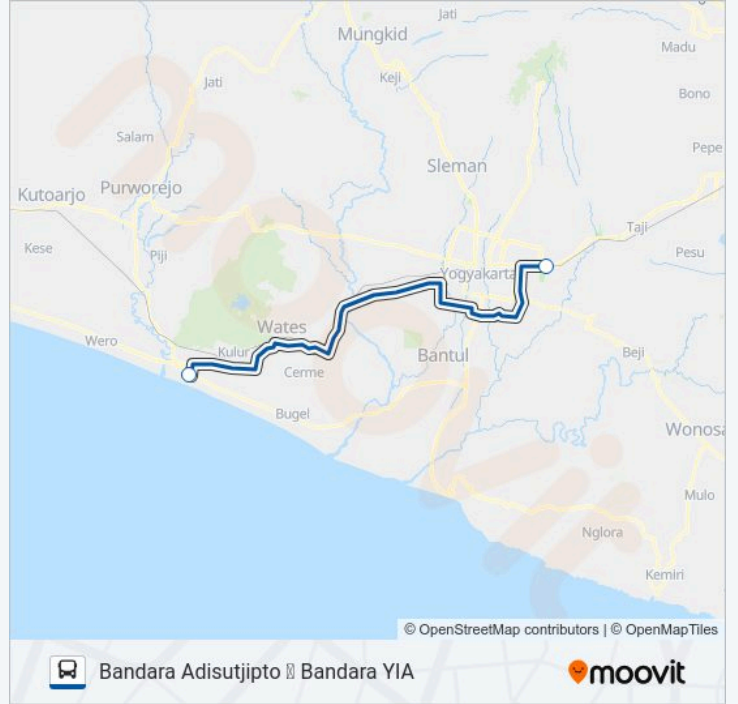 Jati
Mungkid
Madu
Keji
Jati
Bono
Salam
Pepe
Sleman
Kutoarjo
Purworejo
Taji
Kese
Piji
Pesu
Yogyakarta
Wates
Wero
Kulur
Beji
Bantul
Cerme
Bugel
Wonosa
Mulo
Nglora
Kemiri
moovit
© OpenStreetMap contributors | © OpenMapTiles
Bandara Adisutjipto Bandara YIA
moovit